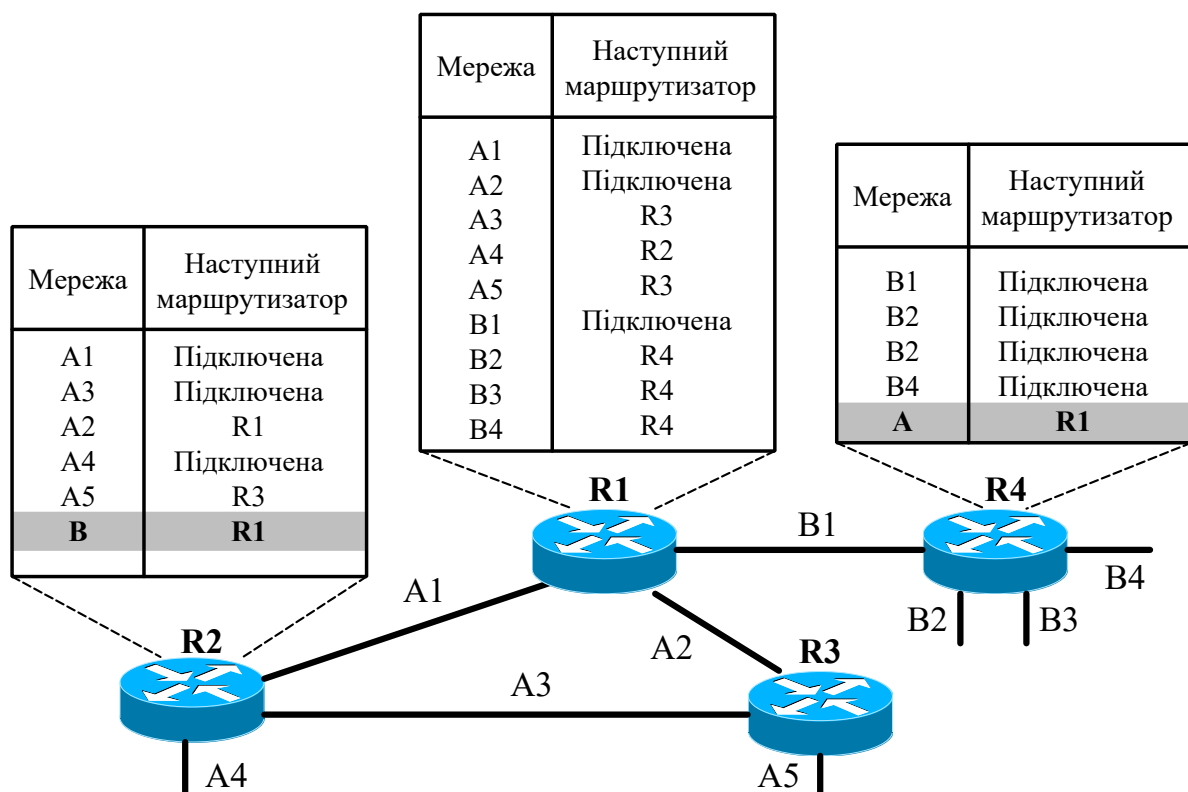 Мережа Наступний маршрутизатор
A1 Підключена
A2 Підключена
A3 R3
A4 R2
A5 R3
B1 Підключена
B2 R4
B3 R4
B4 R4
Мережа Наступний маршрутизатор
B1 Підключена
B2 Підключена
B2 Підключена
B4 Підключена
A R1
Мережа Наступний маршрутизатор
A1 Підключена
A3 Підключена
A2 R1
A4 Підключена
A5 R3
B R1
R1
R4
B1
B4
A1
B2
B3
R2
A2
R3
A3
A4
A5